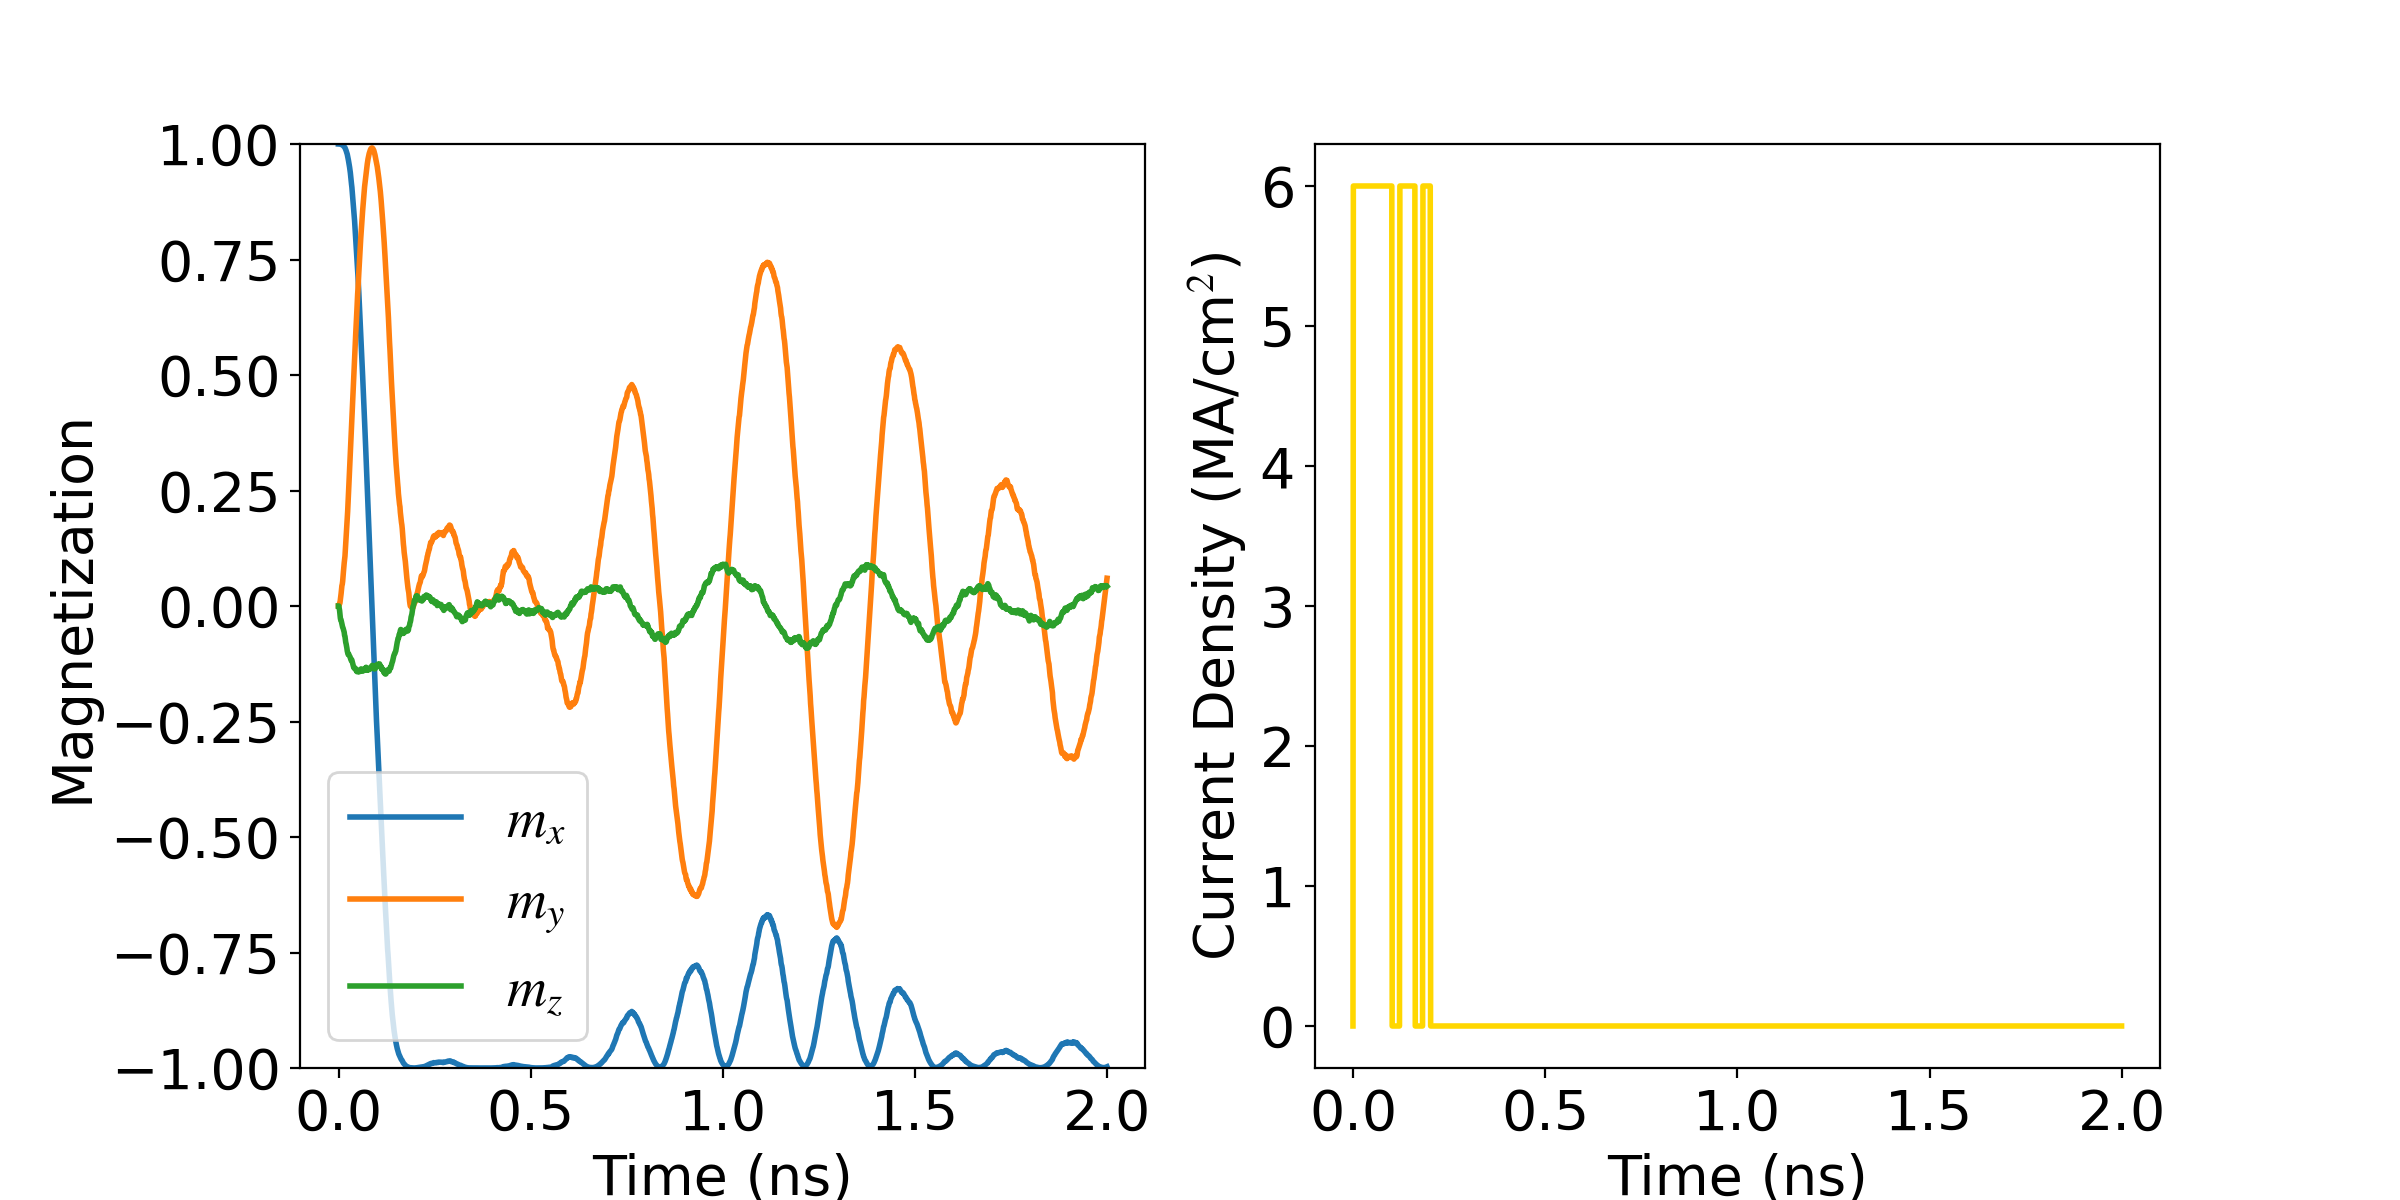 1.00
0.75
0.50
0.25
0.00
−0.25
−0.50
−0.75
−1.00
Magnetization
m_x
m_y
m_z
0.0 0.5 1.0 1.5 2.0
Time (ns)
6
5
4
3
2
1
0
Current Density (MA/cm²)
0.0 0.5 1.0 1.5 2.0
Time (ns)